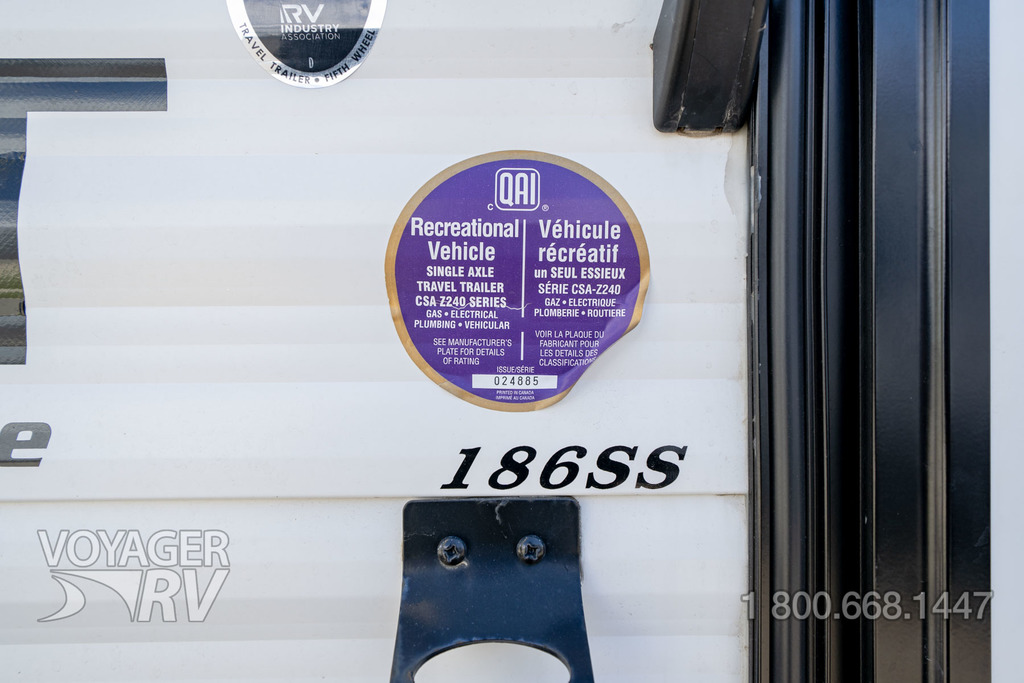 RV
INDUSTRY
ASSOCIATION
D
TRAVEL TRAILER • FIFTH WHEEL
C QAI ®
Recreational
Vehicle
SINGLE AXLE
TRAVEL TRAILER
CSA Z240 SERIES
GAS • ELECTRICAL
PLUMBING • VEHICULAR
SEE MANUFACTURER'S
PLATE FOR DETAILS
OF RATING
Véhicule
récréatif
un SEUL ESSIEUX
SÉRIE CSA-Z240
GAZ • ELECTRIQUE
PLOMBERIE • ROUTIERE
VOIR LA PLAQUE DU
FABRICANT POUR
LES DETAILS DES
CLASSIFICATION
ISSUE/SÉRIE
024885
PRINTED IN CANADA
IMPRIMÉ AU CANADA
e
186SS
VOYAGER
RV
1 800.668.1447